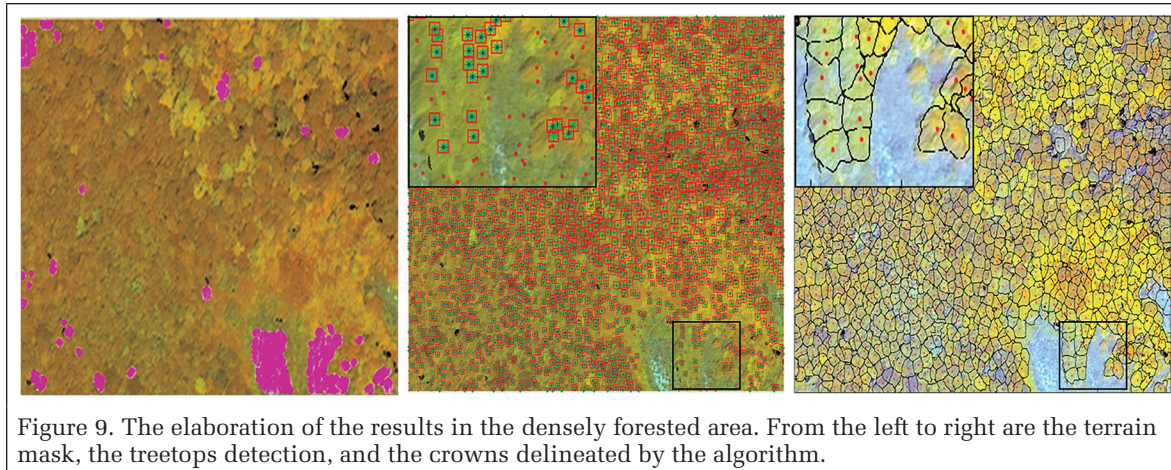 Figure 9. The elaboration of the results in the densely forested area. From the left to right are the terrain
mask, the treetops detection, and the crowns delineated by the algorithm.